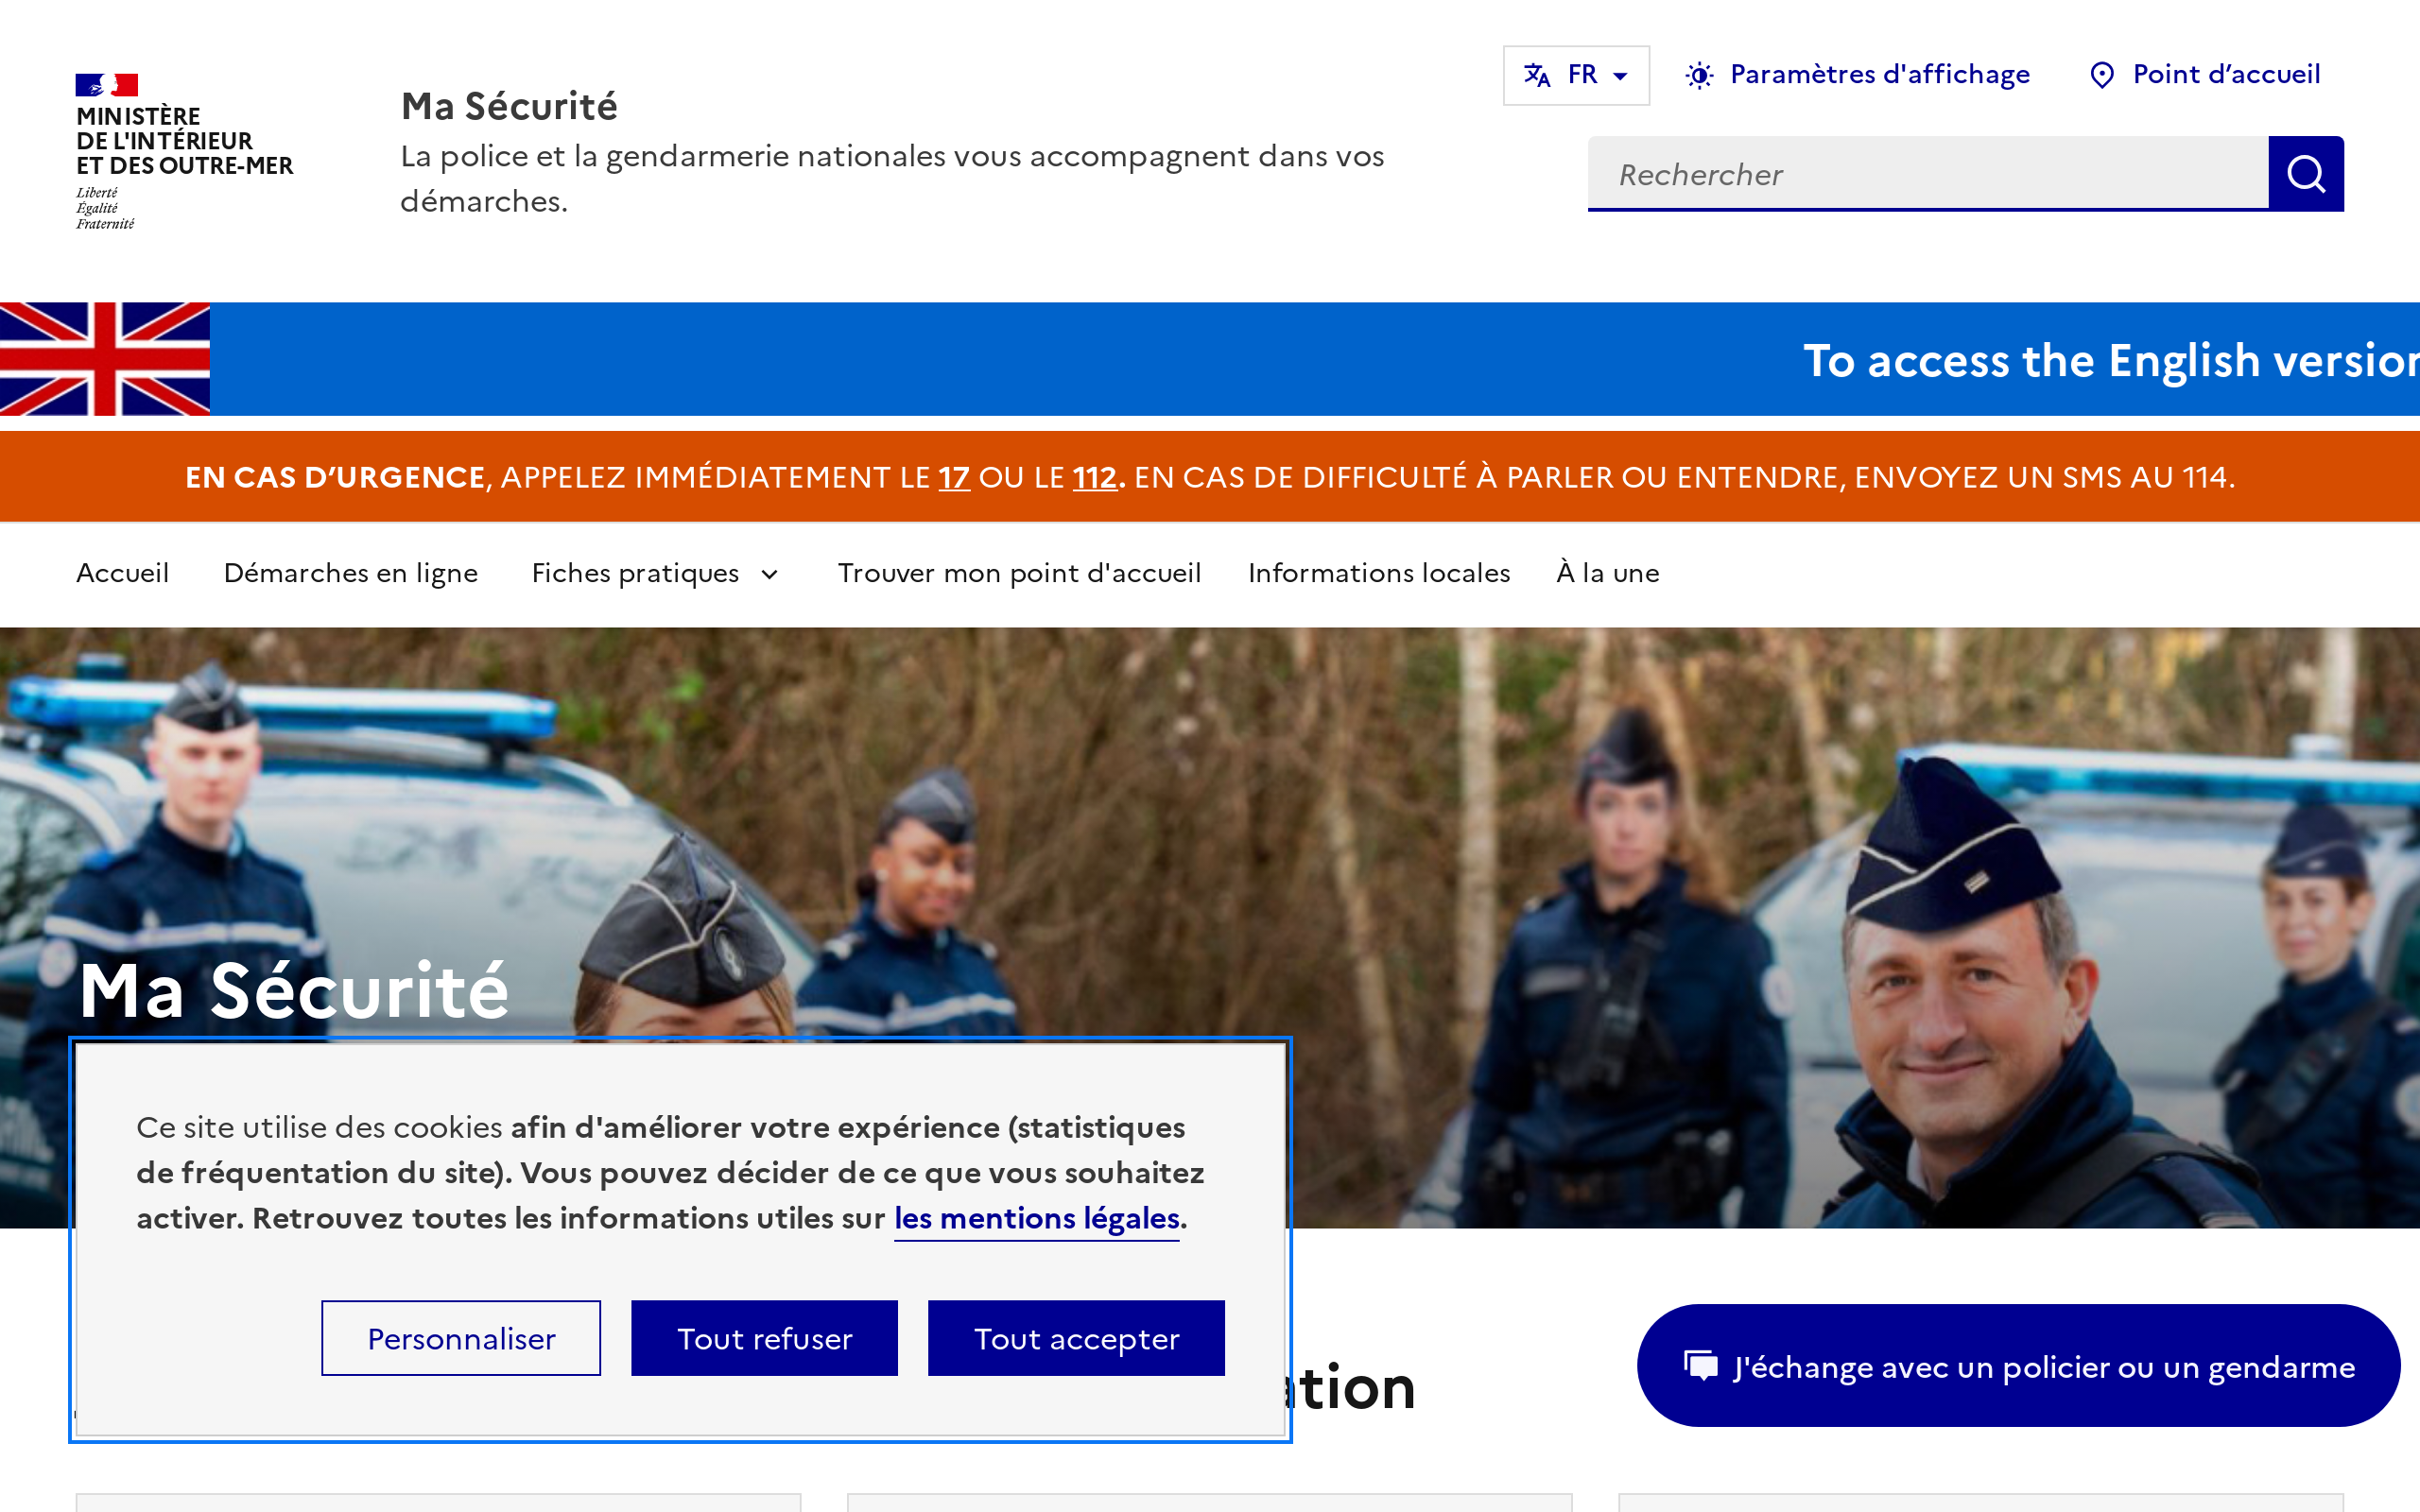 MINISTÈRE
DE L'INTÉRIEUR
ET DES OUTRE-MER
Liberté
Égalité
Fraternité
Ma Sécurité
La police et la gendarmerie nationales vous accompagnent dans vos
démarches.
FR
Paramètres d'affichage
Point d’accueil
Rechercher
To access the English version
EN CAS D’URGENCE, APPELEZ IMMÉDIATEMENT LE 17 OU LE 112. EN CAS DE DIFFICULTÉ À PARLER OU ENTENDRE, ENVOYEZ UN SMS AU 114.
Accueil
Démarches en ligne
Fiches pratiques
Trouver mon point d'accueil
Informations locales
À la une
Ma Sécurité
Ce site utilise des cookies afin d'améliorer votre expérience (statistiques
de fréquentation du site). Vous pouvez décider de ce que vous souhaitez
activer. Retrouvez toutes les informations utiles sur les mentions légales.
Personnaliser
Tout refuser
Tout accepter
J'échange avec un policier ou un gendarme